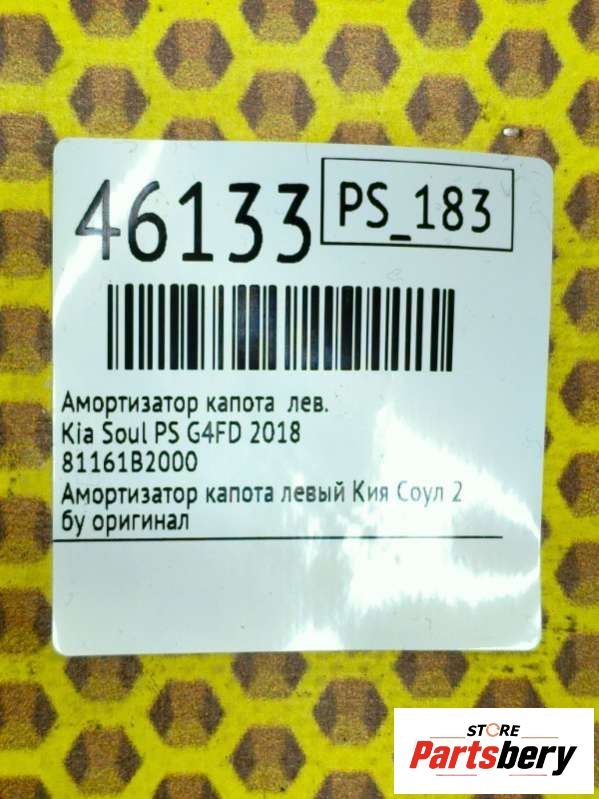 46133
PS_183
Амортизатор капота лев.
Kia Soul PS G4FD 2018
81161B2000
Амортизатор капота левый Кия Соул 2
бу оригинал
STORE
Partsbery